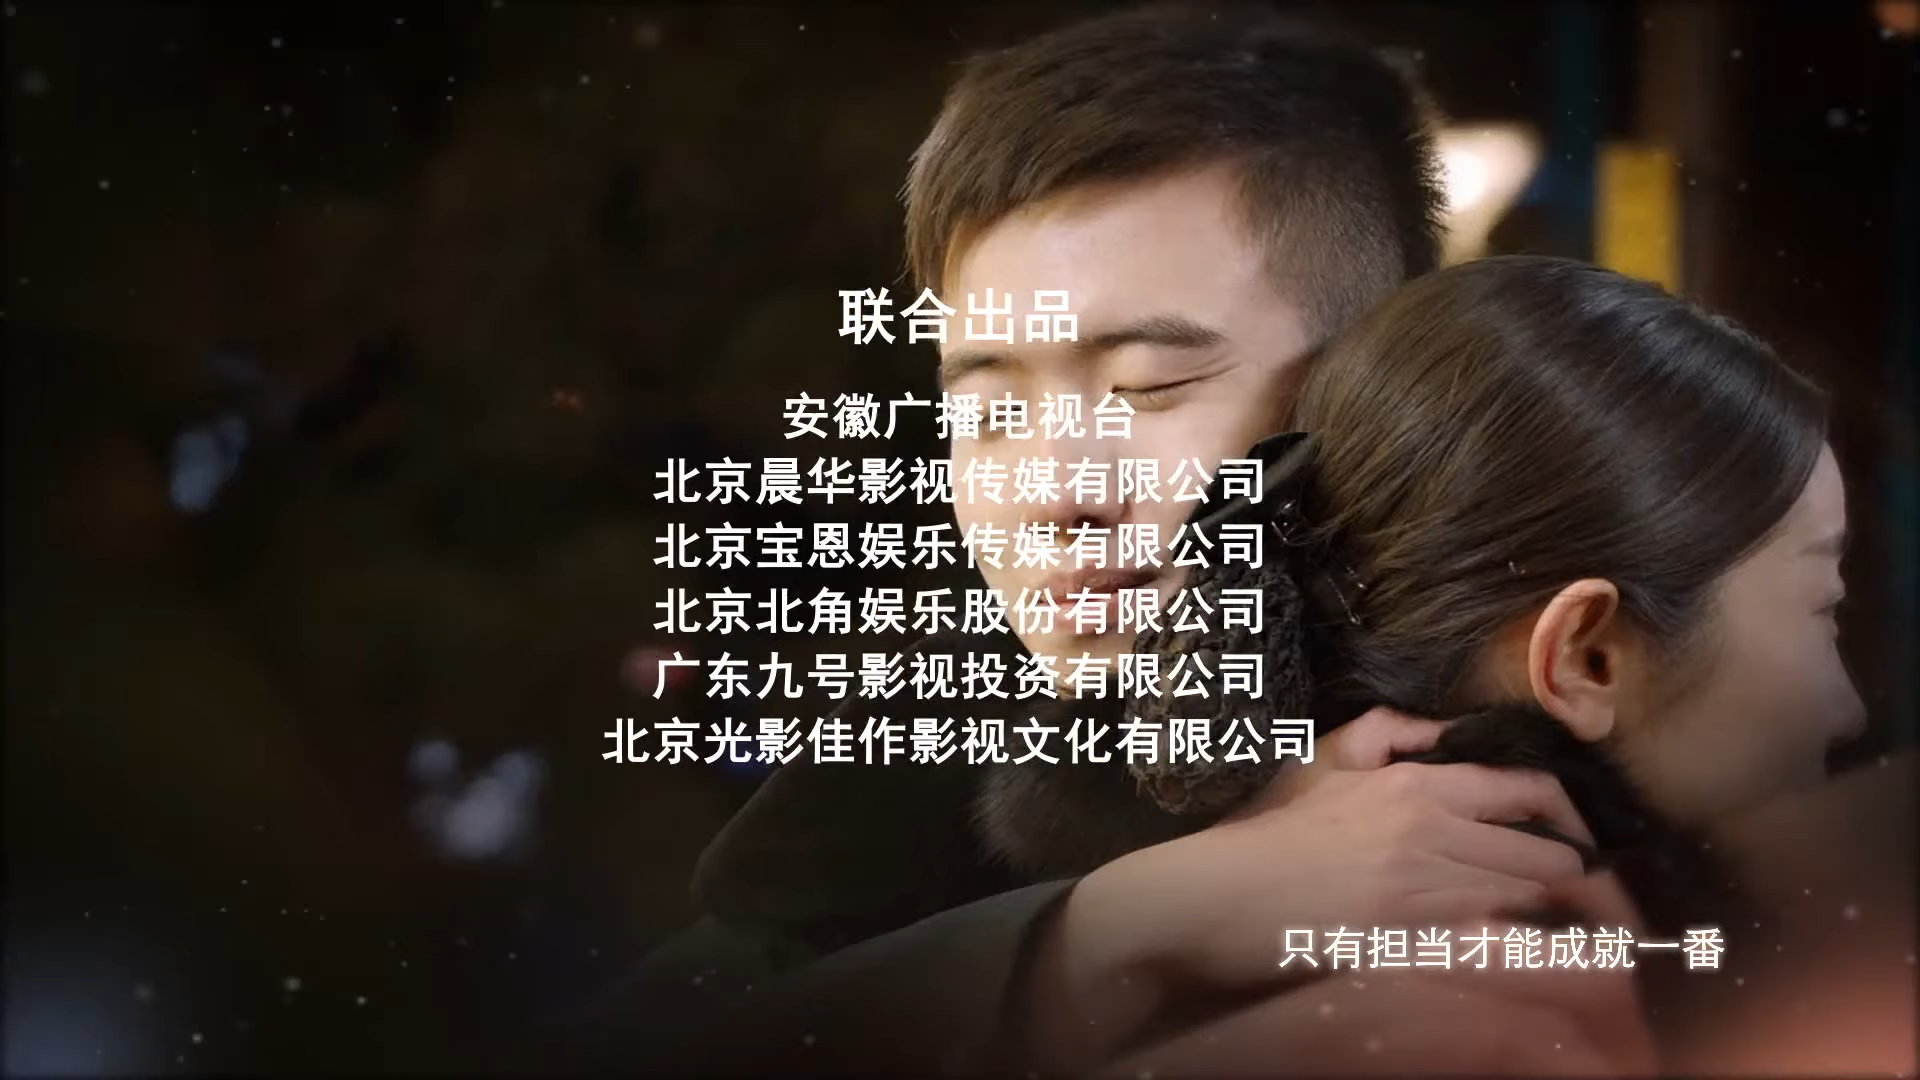 联合出品
安徽广播电视台
北京晨华影视传媒有限公司
北京宝恩娱乐传媒有限公司
北京北角娱乐股份有限公司
广东九号影视投资有限公司
北京光影佳作影视文化有限公司
只有担当才能成就一番